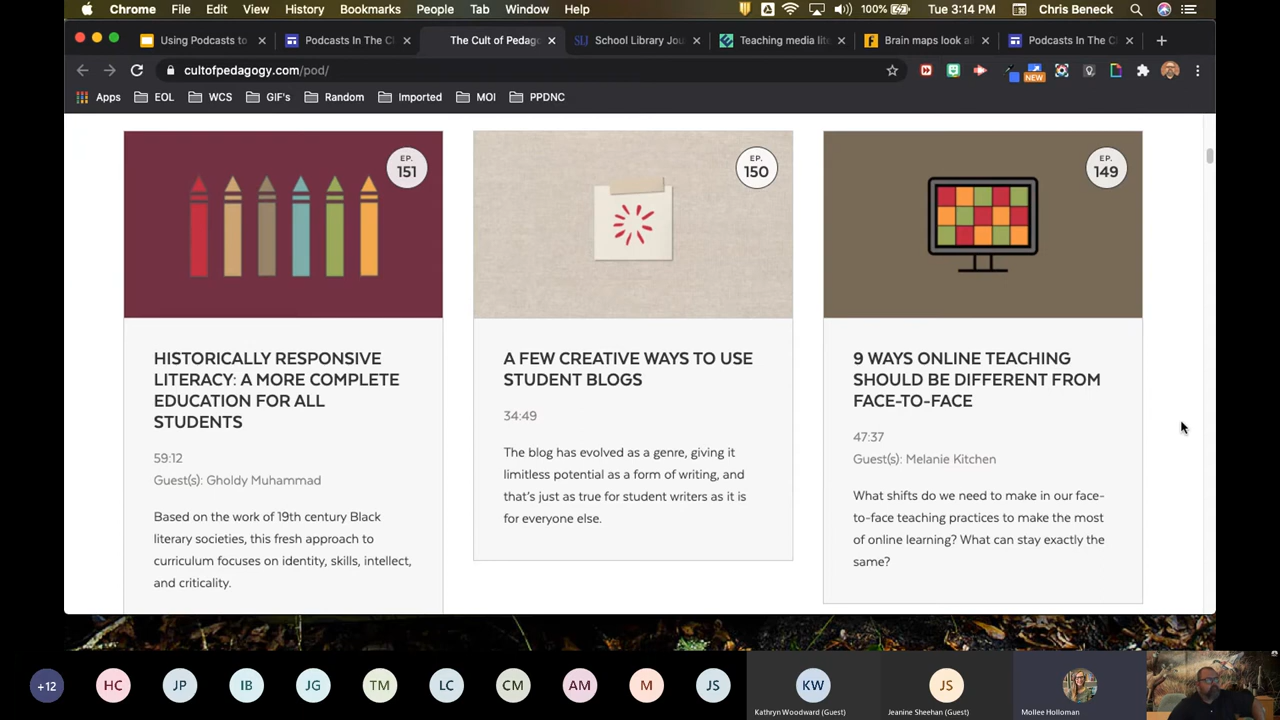 Chrome File Edit View History Bookmarks People Tab Window Help 100% Tue 3:14 PM Chris Beneck
Using Podcasts to Podcasts In The C The Cult of Pedago School Library Jou Teaching media lite Brain maps look al Podcasts In The C
cultofpedagogy.com/pod/ NEW
Apps EOL WCS GIF's Random Imported MOI PPDNC
EP.
151
HISTORICALLY RESPONSIVE
LITERACY: A MORE COMPLETE
EDUCATION FOR ALL
STUDENTS
59:12
Guest(s): Gholdy Muhammad
Based on the work of 19th century Black
literary societies, this fresh approach to
curriculum focuses on identity, skills, intellect,
and criticality.
EP.
150
A FEW CREATIVE WAYS TO USE
STUDENT BLOGS
34:49
The blog has evolved as a genre, giving it
limitless potential as a form of writing, and
that's just as true for student writers as it is
for everyone else.
EP.
149
9 WAYS ONLINE TEACHING
SHOULD BE DIFFERENT FROM
FACE-TO-FACE
47:37
Guest(s): Melanie Kitchen
What shifts do we need to make in our face-
to-face teaching practices to make the most
of online learning? What can stay exactly the
same?
+12 HC JP IB JG TM LC CM AM M JS KW JS
Kathryn Woodward (Guest) Jeanine Sheehan (Guest) Mollee Holloman